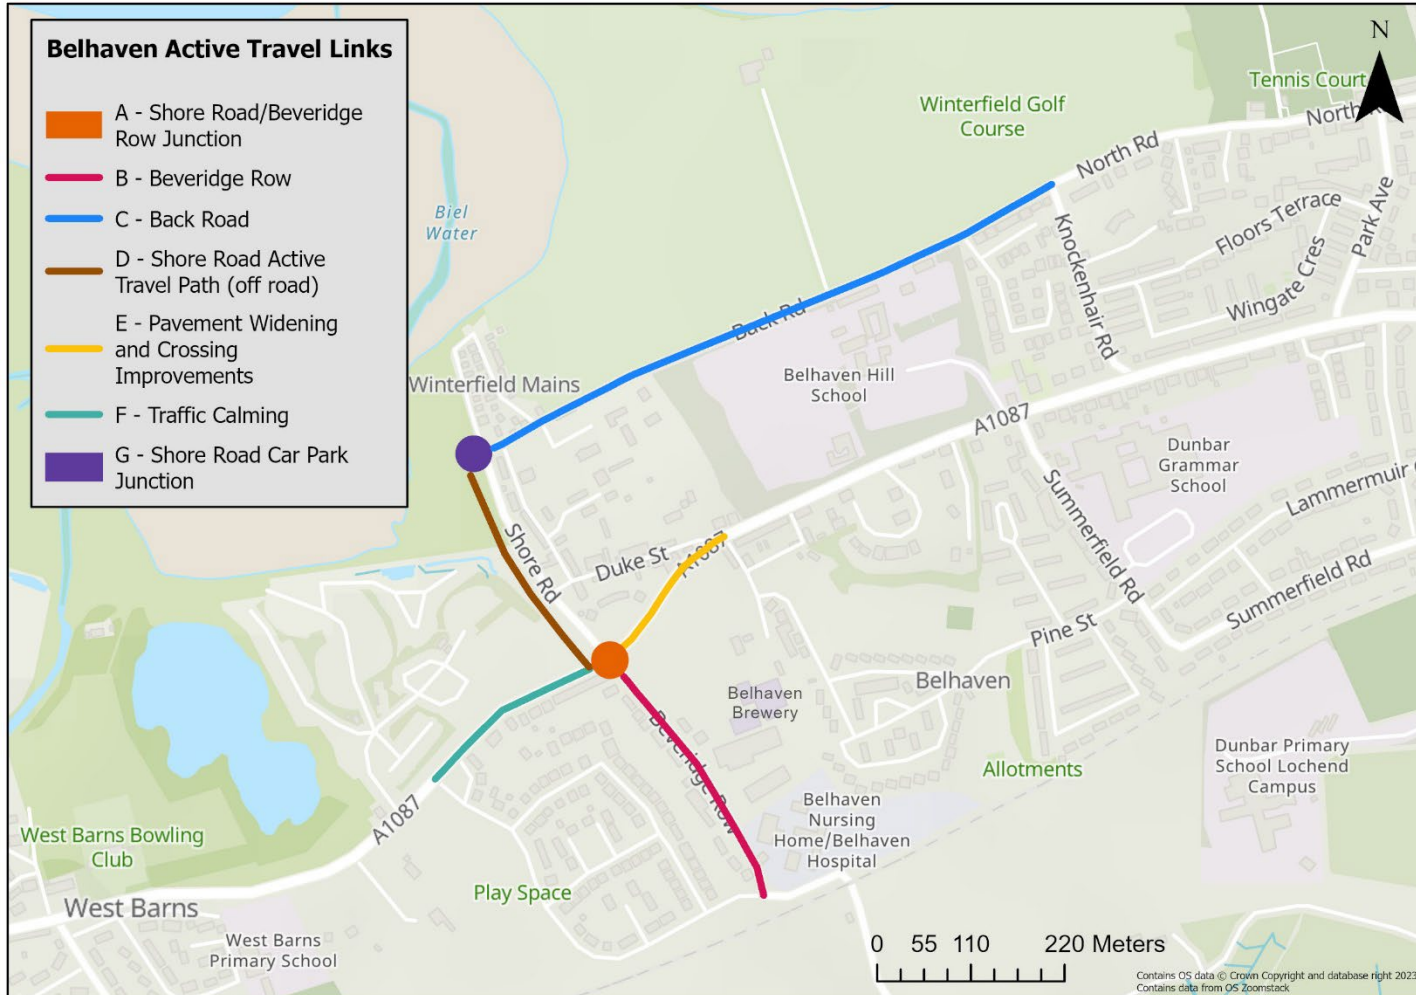 Belhaven Active Travel Links
A - Shore Road/Beveridge
Row Junction
B - Beveridge Row
C - Back Road
D - Shore Road Active
Travel Path (off road)
E - Pavement Widening
and Crossing
Improvements
F - Traffic Calming
G - Shore Road Car Park
Junction
N
Tennis Court
North R
Winterfield Golf
Course
North Rd
Biel
Water
Floors Terrace
Park Ave
Knockenhair Rd
Wingate Cres
Back Rd
Winterfield Mains
Belhaven Hill
School
A1087
Dunbar
Grammar
School
Lammermuir
Summerfield Rd
Summerfield Rd
Shore Rd
Duke St
A1087
Pine St
Belhaven
Belhaven
Brewery
Beveridge Row
Allotments
Dunbar Primary
School Lochend
Campus
Belhaven
Nursing
Home/Belhaven
Hospital
A1087
West Barns Bowling
Club
Play Space
West Barns
West Barns
Primary School
0 55 110 220 Meters
Contains OS data © Crown Copyright and database right 2023
Contains data from OS Zoomstack